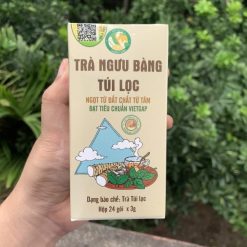 TRÀ NGƯU BÀNG
TÚI LỌC
NGỌT TỪ ĐẤT CHẤT TỪ TÂM
ĐẠT TIÊU CHUẨN VIETGAP
Dạng bào chế: Trà Túi lọc
Hộp 24 gói x 3g